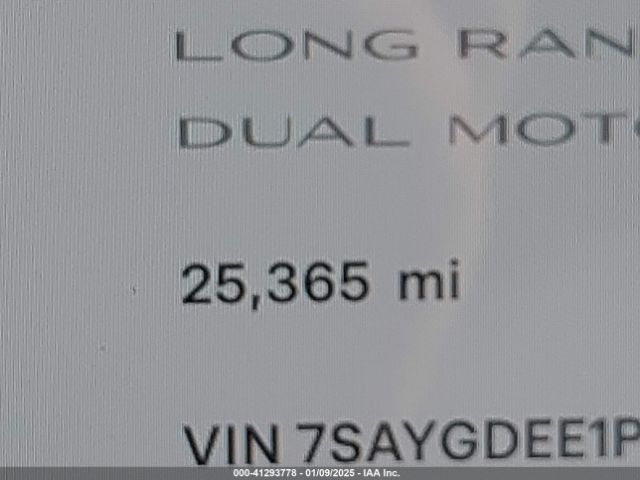 LONG RAN
DUAL MOT
25,365 mi
VIN 7SAYGDEE1P
000-41293778 - 01/09/2025 - IAA Inc.